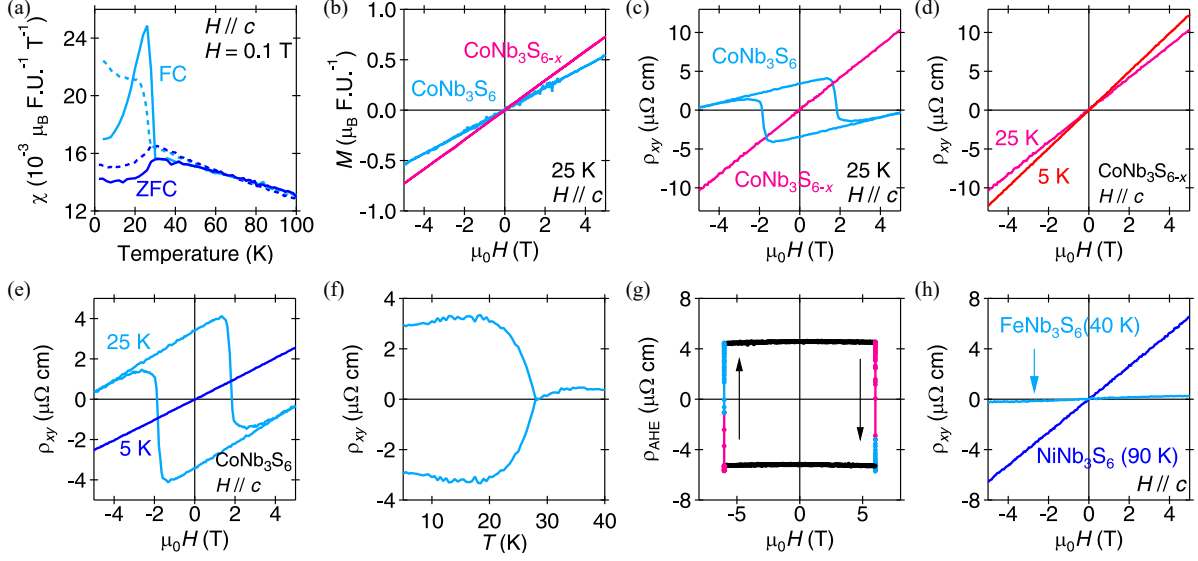 (a)
H // c
H = 0.1 T
FC
ZFC
24
20
16
12
χ (10⁻³ μB F.U.⁻¹ T⁻¹)
0 20 40 60 80 100
Temperature (K)
(b)
CoNb₃S₆₋ₓ
CoNb₃S₆
25 K
H // c
1.0
0.5
0.0
-0.5
-1.0
M (μB F.U.⁻¹)
-4 -2 0 2 4
μ₀H (T)
(c)
CoNb₃S₆
CoNb₃S₆₋ₓ
25 K
H // c
10
5
0
-5
-10
ρxy (μΩ cm)
-4 -2 0 2 4
μ₀H (T)
(d)
25 K
5 K
CoNb₃S₆₋ₓ
H // c
10
5
0
-5
-10
ρxy (μΩ cm)
-4 -2 0 2 4
μ₀H (T)
(e)
25 K
5 K
CoNb₃S₆
H // c
4
2
0
-2
-4
ρxy (μΩ cm)
-4 -2 0 2 4
μ₀H (T)
(f)
4
2
0
-2
-4
ρxy (μΩ cm)
10 20 30 40
T (K)
(g)
8
4
0
-4
-8
ρAHE (μΩ cm)
-5 0 5
μ₀H (T)
(h)
FeNb₃S₆(40 K)
NiNb₃S₆ (90 K)
H // c
8
4
0
-4
-8
ρxy (μΩ cm)
-4 -2 0 2 4
μ₀H (T)